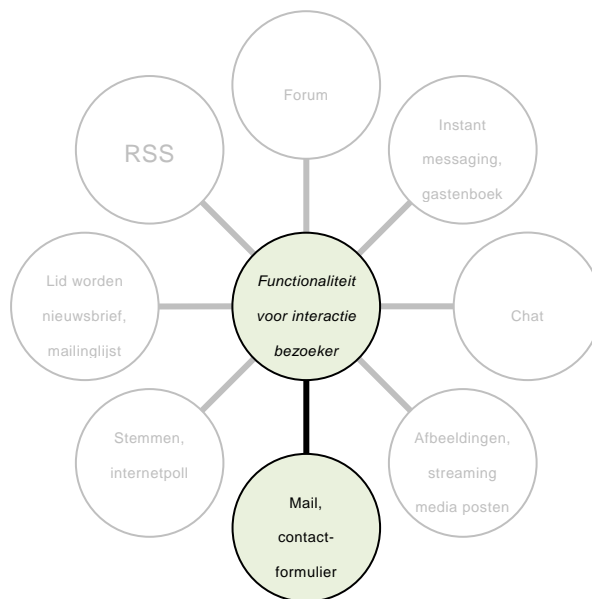 Forum
RSS
Instant
messaging,
gastenboek
Functionaliteit
voor interactie
bezoeker
Lid worden
nieuwsbrief,
mailinglijst
Chat
Stemmen,
internetpoll
Afbeeldingen,
streaming
media posten
Mail,
contact-
formulier